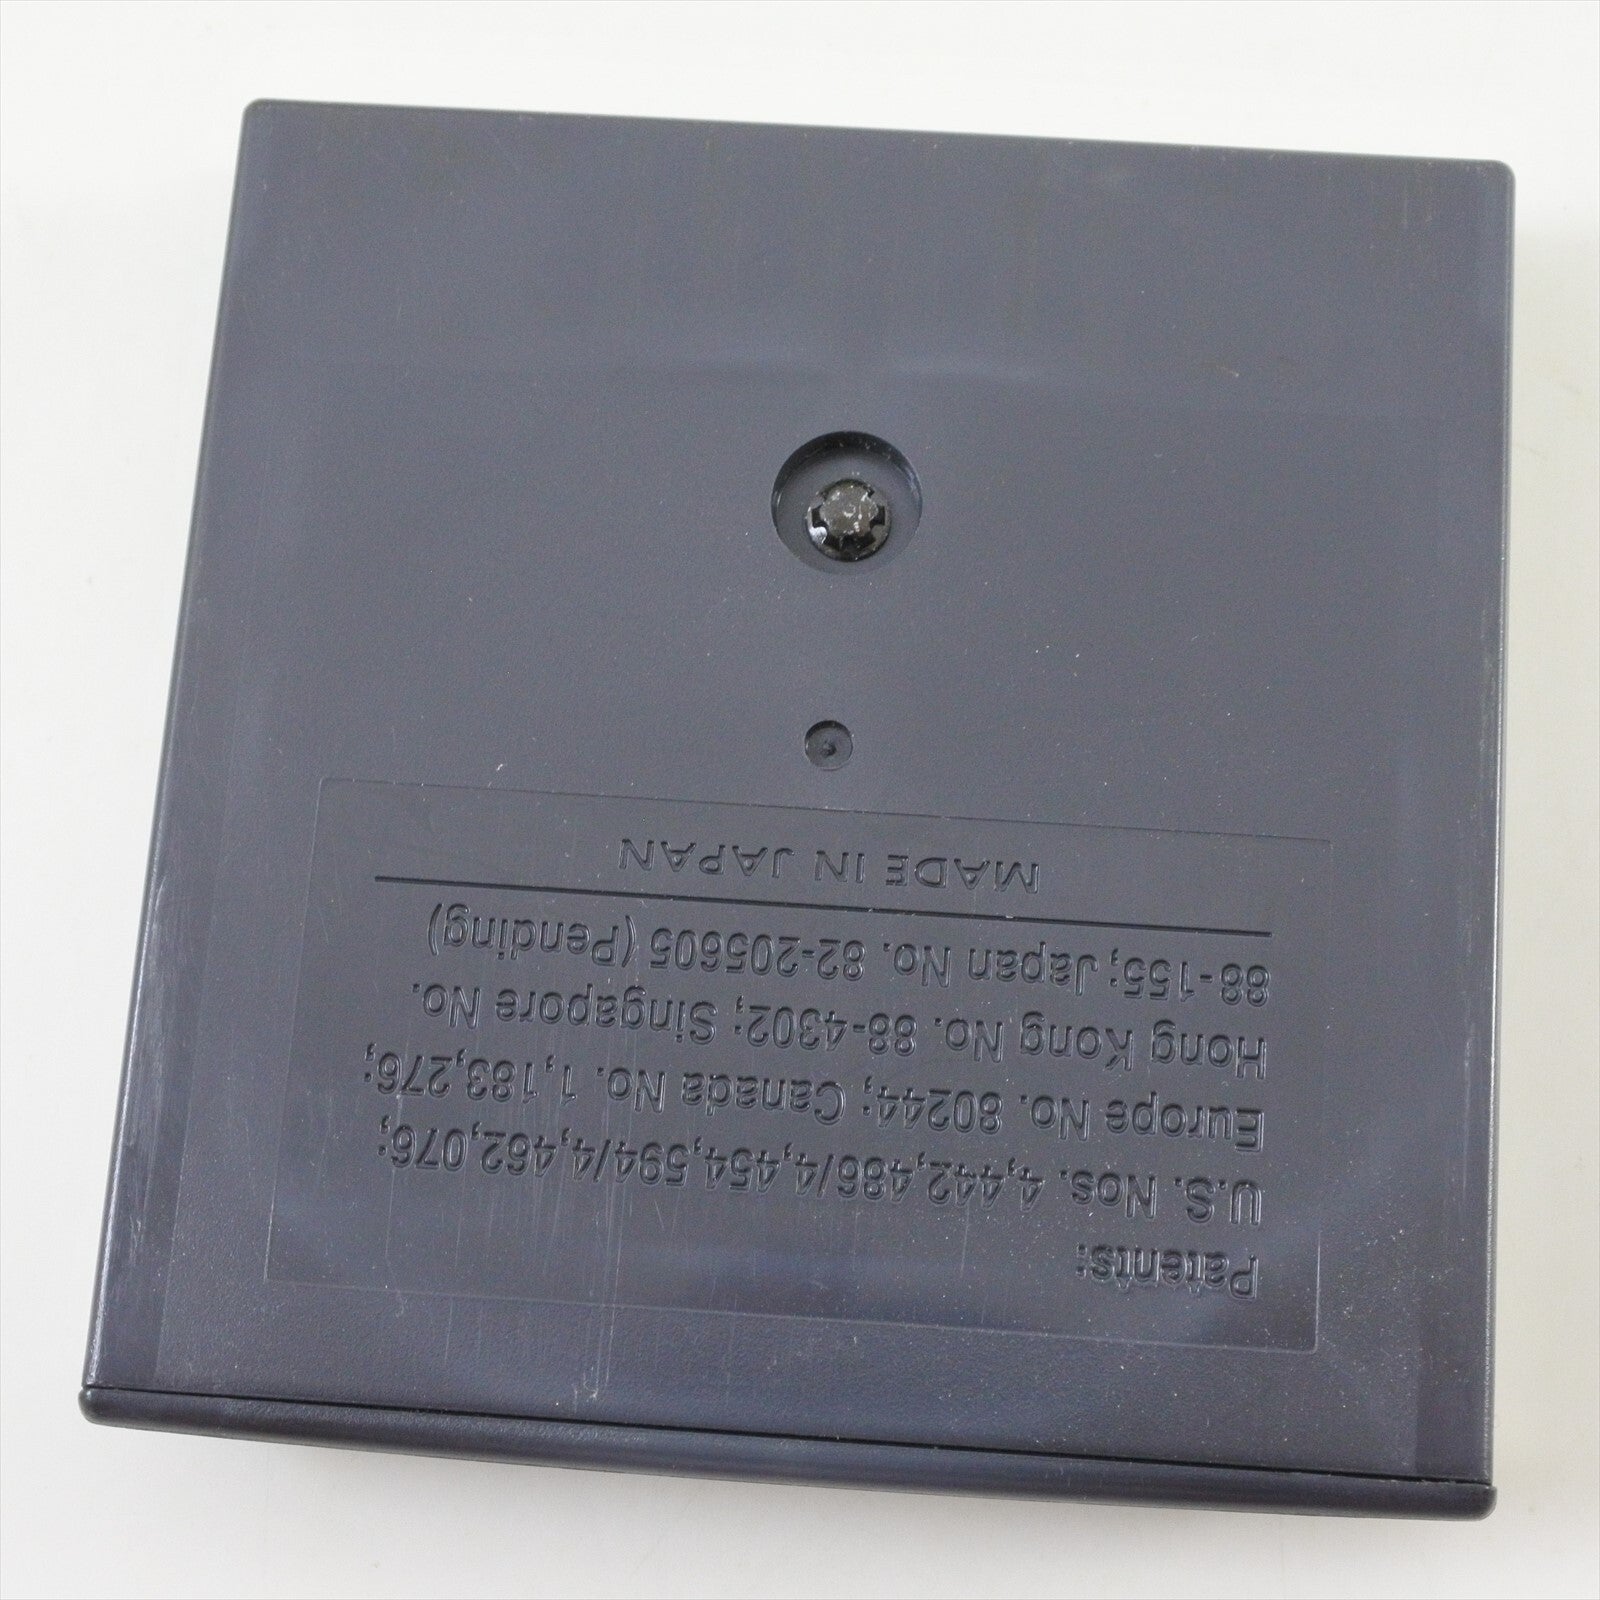 Patents:
U.S. Nos. 4,442,486/4,454,594/4,462,076;
Europe No. 80244; Canada No. 1,183,276;
Hong Kong No. 88-4302; Singapore No.
88-155; Japan No. 82-205605 (Pending)
MADE IN JAPAN